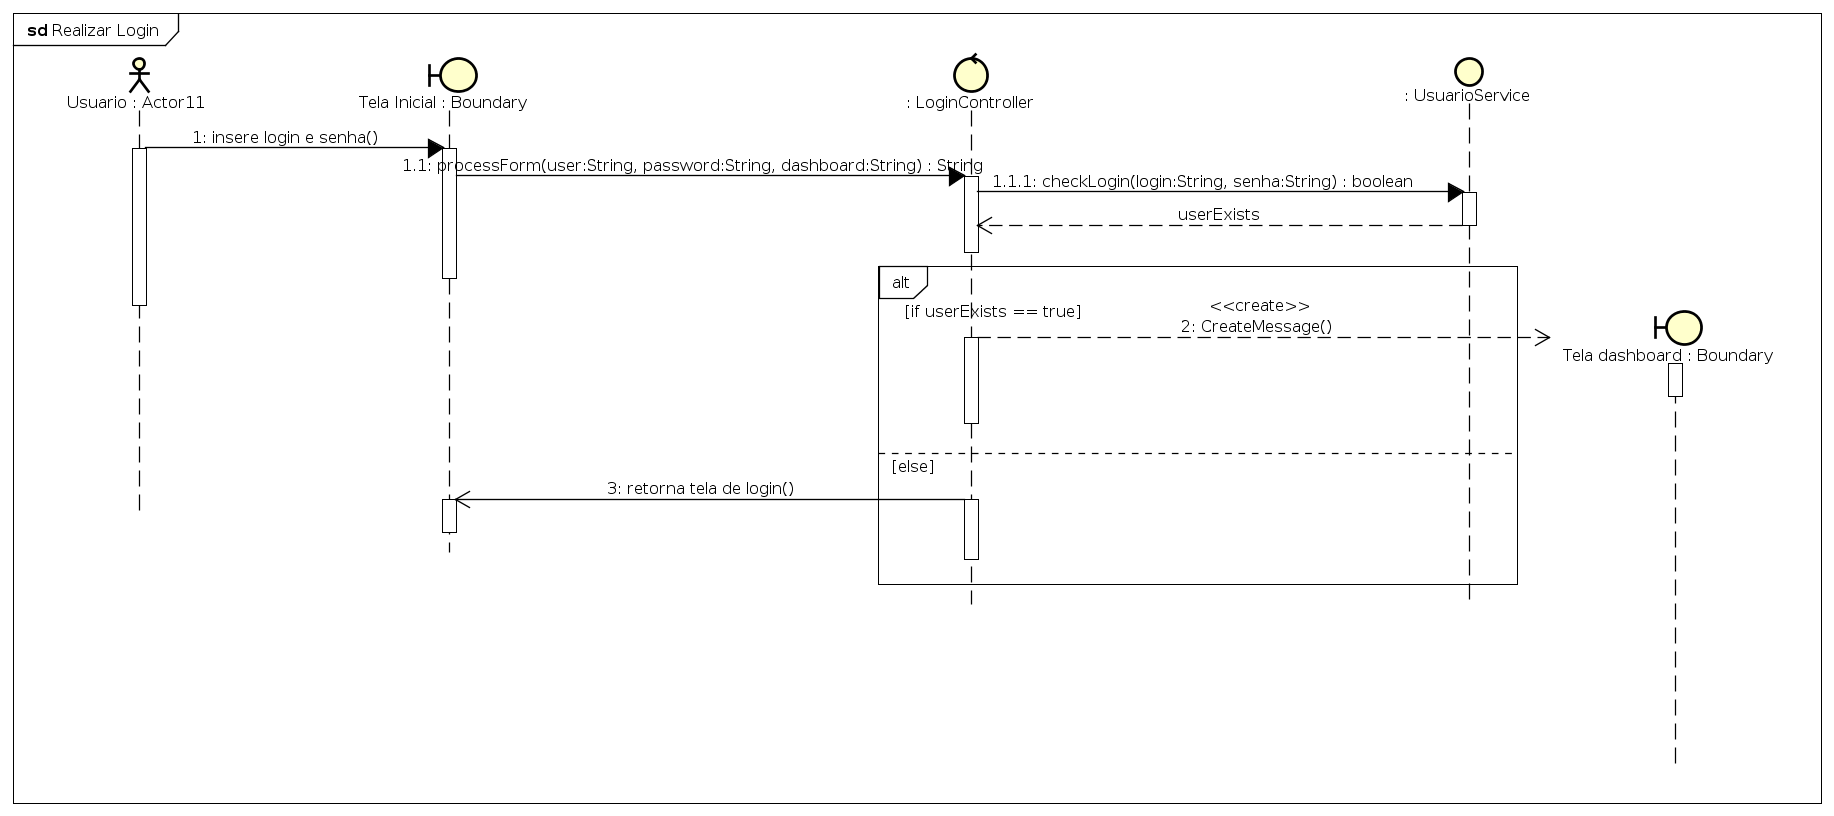 sd Realizar Login
Usuario : Actor11
Tela Inicial : Boundary
: LoginController
: UsuarioService
1: insere login e senha()
1.1: processForm(user:String, password:String, dashboard:String) : String
1.1.1: checkLogin(login:String, senha:String) : boolean
userExists
alt
[if userExists == true]
<<create>>
2: CreateMessage()
Tela dashboard : Boundary
[else]
3: retorna tela de login()